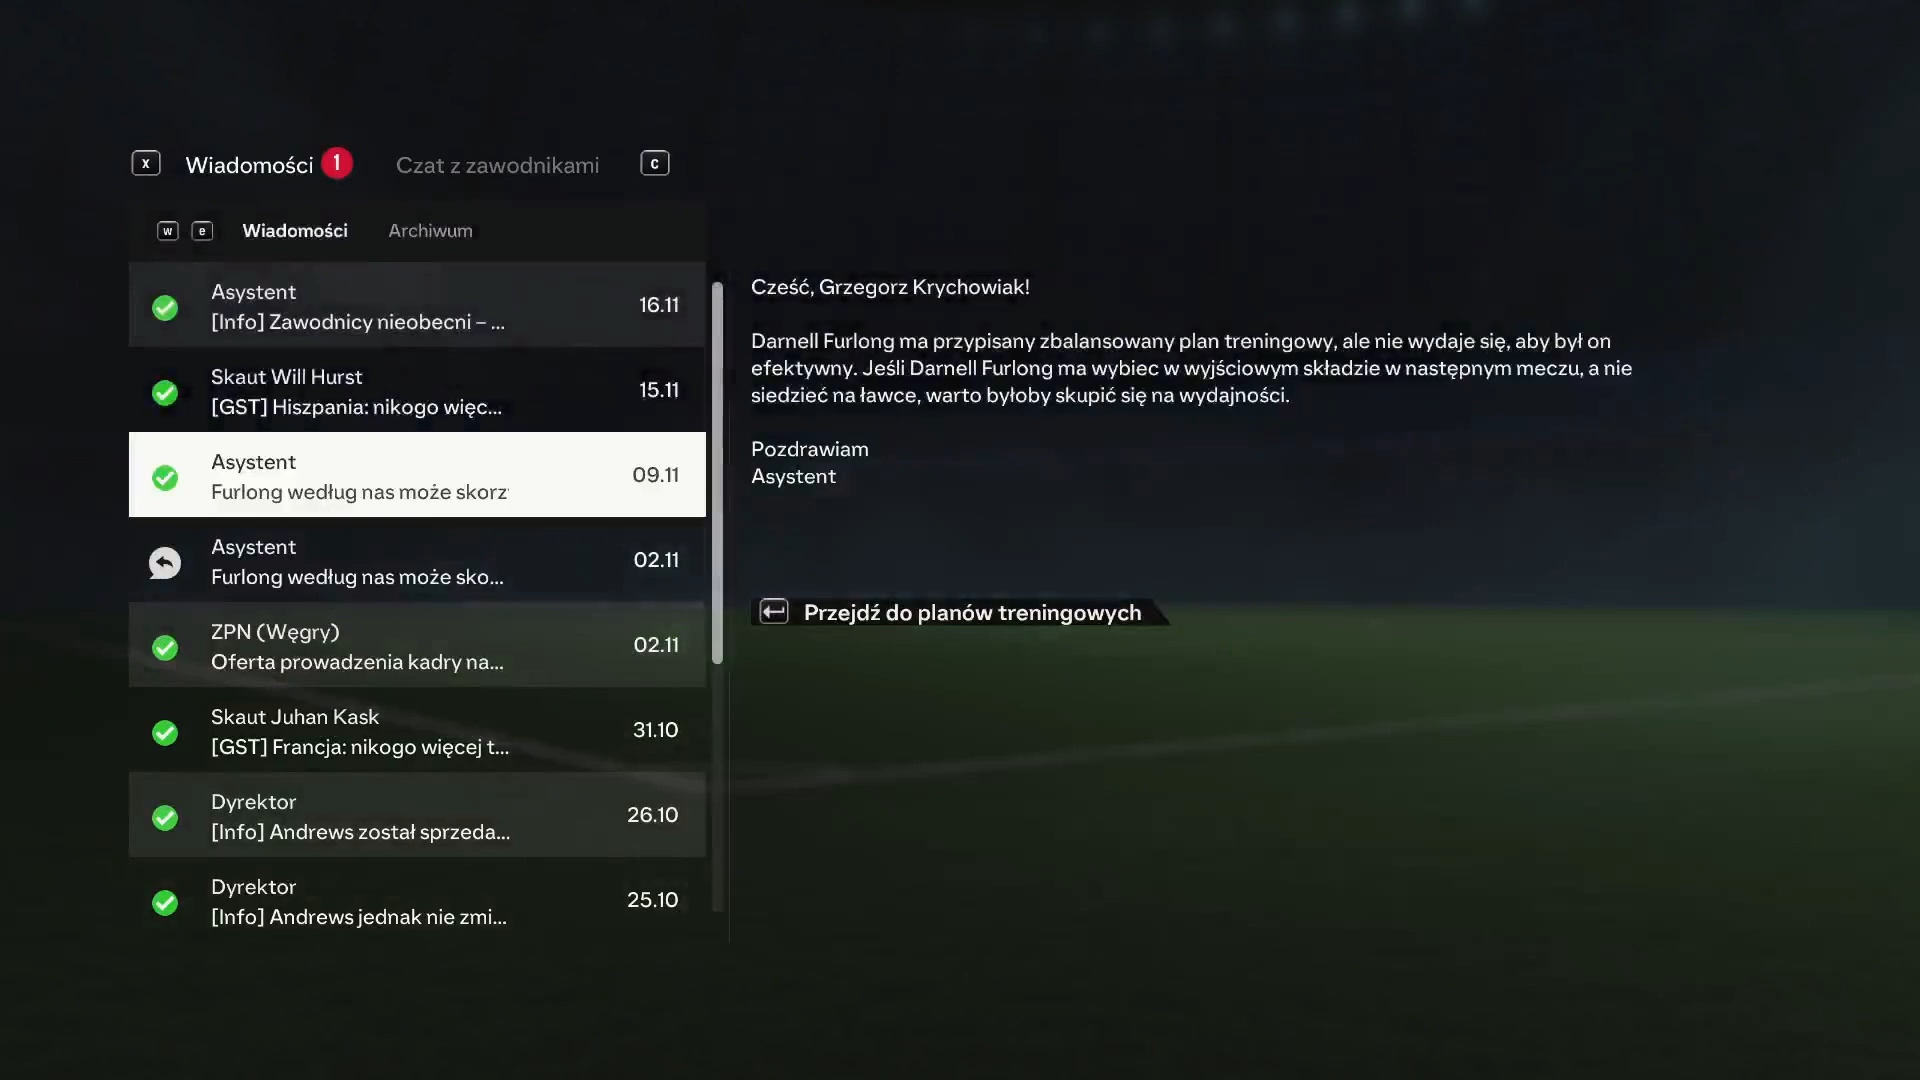 x Wiadomości 1 Czat z zawodnikami c
w e Wiadomości Archiwum
Asystent
[Info] Zawodnicy nieobecni – ...
16.11
Skaut Will Hurst
[GST] Hiszpania: nikogo więc...
15.11
Asystent
Furlong według nas może skorz
09.11
Asystent
Furlong według nas może sko...
02.11
ZPN (Węgry)
Oferta prowadzenia kadry na...
02.11
Skaut Juhan Kask
[GST] Francja: nikogo więcej t...
31.10
Dyrektor
[Info] Andrews został sprzeda...
26.10
Dyrektor
[Info] Andrews jednak nie zmi...
25.10
Cześć, Grzegorz Krychowiak!
Darnell Furlong ma przypisany zbalansowany plan treningowy, ale nie wydaje się, aby był on
efektywny. Jeśli Darnell Furlong ma wybiec w wyjściowym składzie w następnym meczu, a nie
siedzieć na ławce, warto byłoby skupić się na wydajności.
Pozdrawiam
Asystent
Przejdź do planów treningowych